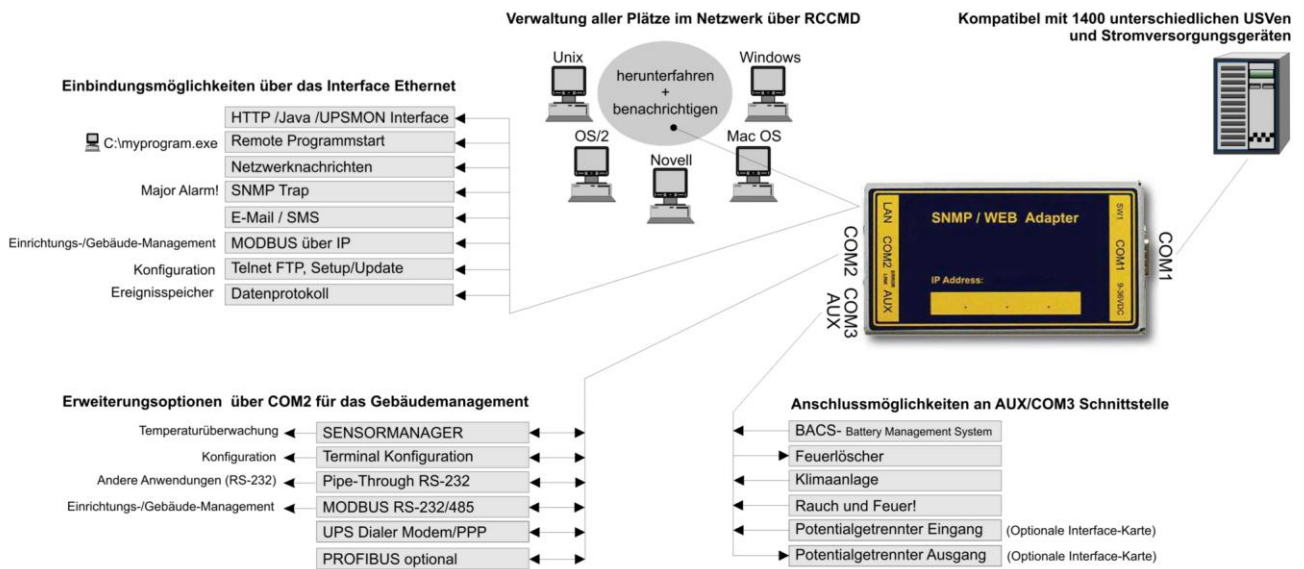 Verwaltung aller Plätze im Netzwerk über RCCMD
Kompatibel mit 1400 unterschiedlichen USVen
und Stromversorgungsgeräten
Unix
Windows
herunterfahren
+
benachrichtigen
OS/2
Mac OS
Novell
Einbindungsmöglichkeiten über das Interface Ethernet
HTTP /Java /UPSMON Interface
C:\myprogram.exe
Remote Programmstart
Netzwerknachrichten
Major Alarm!
SNMP Trap
E-Mail / SMS
Einrichtungs-/Gebäude-Management
MODBUS über IP
Konfiguration
Telnet FTP, Setup/Update
Ereignisspeicher
Datenprotokoll
LAN
COM2
ERROR
LINK
AUX
SNMP / WEB Adapter
IP Address:
. . .
SW1
COM1
9-36VDC
COM2
COM3
AUX
COM1
Erweiterungsoptionen über COM2 für das Gebäudemanagement
Temperaturüberwachung
SENSORMANAGER
Konfiguration
Terminal Konfiguration
Andere Anwendungen (RS-232)
Pipe-Through RS-232
Einrichtungs-/Gebäude-Management
MODBUS RS-232/485
UPS Dialer Modem/PPP
PROFIBUS optional
Anschlussmöglichkeiten an AUX/COM3 Schnittstelle
BACS- Battery Management System
Feuerlöscher
Klimaanlage
Rauch und Feuer!
Potentialgetrennter Eingang (Optionale Interface-Karte)
Potentialgetrennter Ausgang (Optionale Interface-Karte)